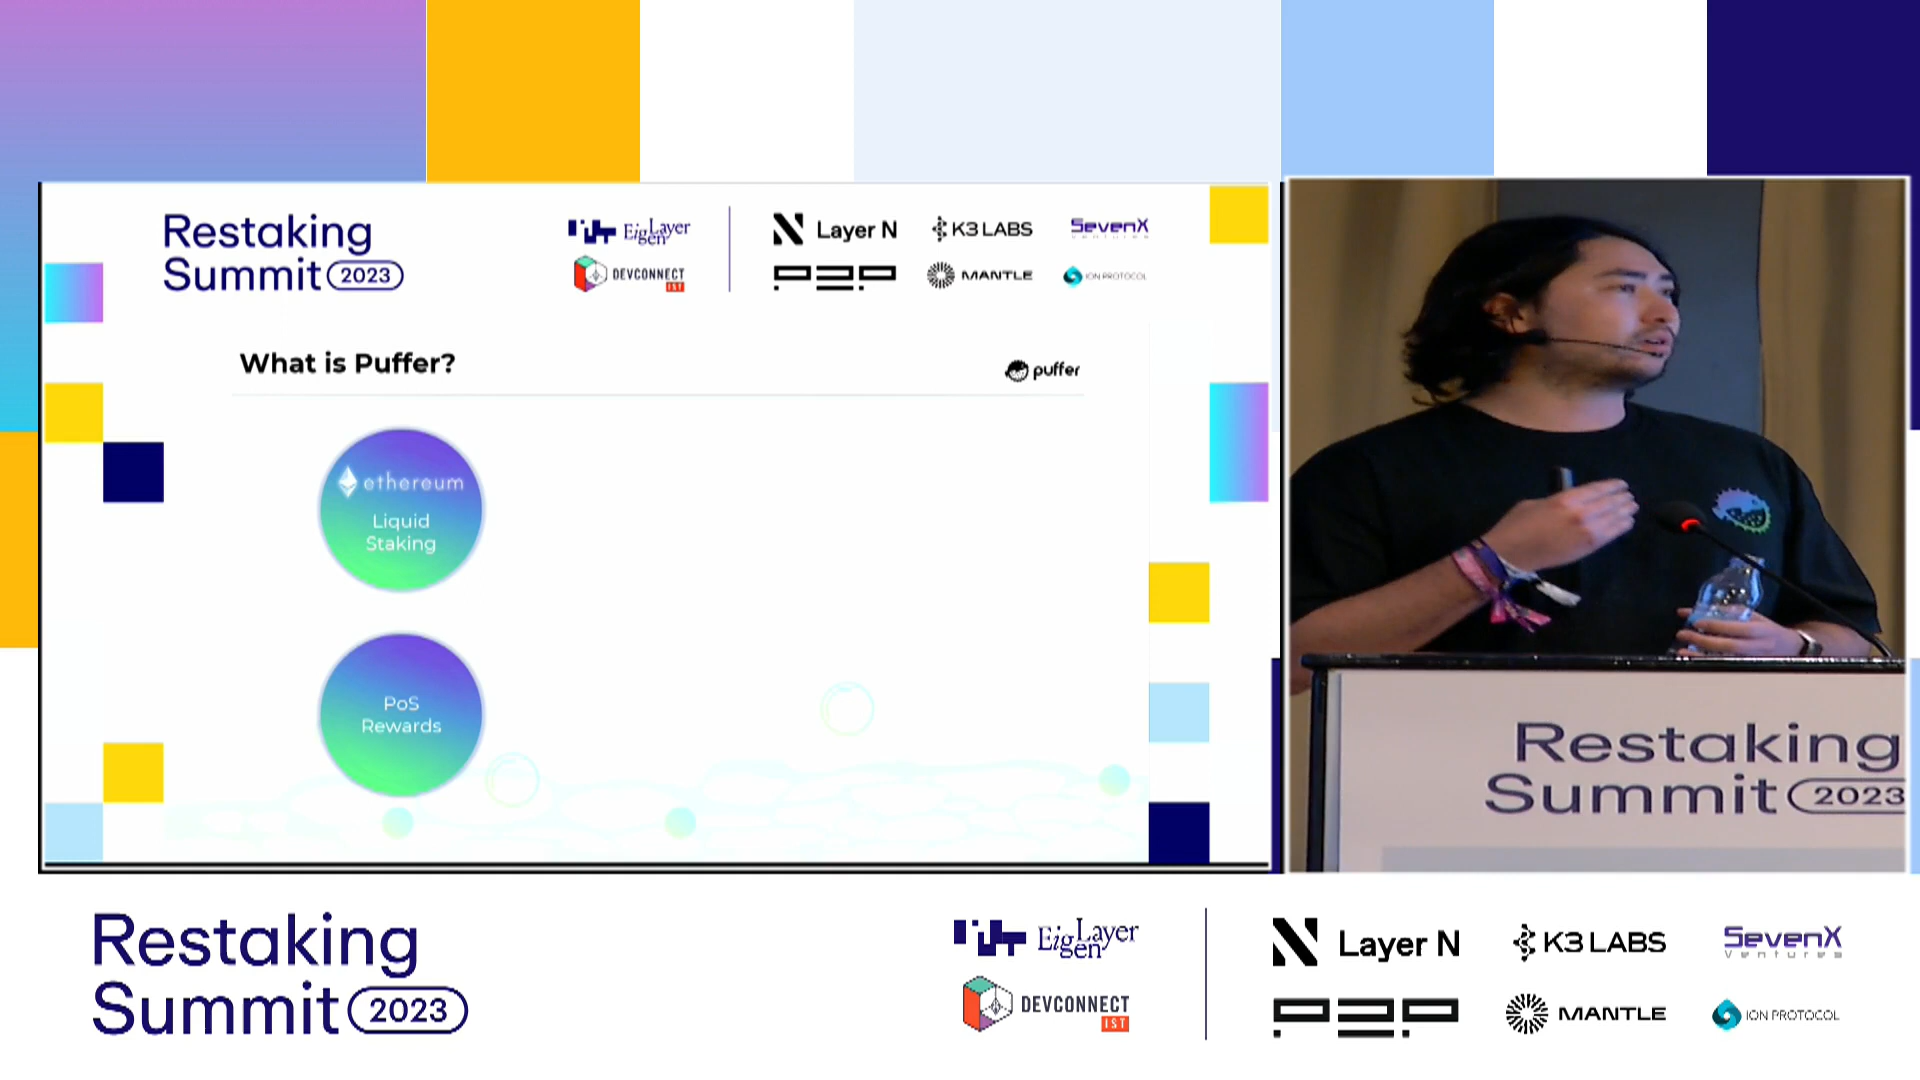 Restaking
Summit 2023
EigenLayer
DEVCONNECT
IST
Layer N
K3 LABS
SevenX
Ventures
P2P
MANTLE
ION PROTOCOL
What is Puffer?
puffer
ethereum
Liquid
Staking
PoS
Rewards
Restaking
Summit 2023
Restaking
Summit 2023
EigenLayer
DEVCONNECT
IST
Layer N
K3 LABS
SevenX
Ventures
P2P
MANTLE
ION PROTOCOL